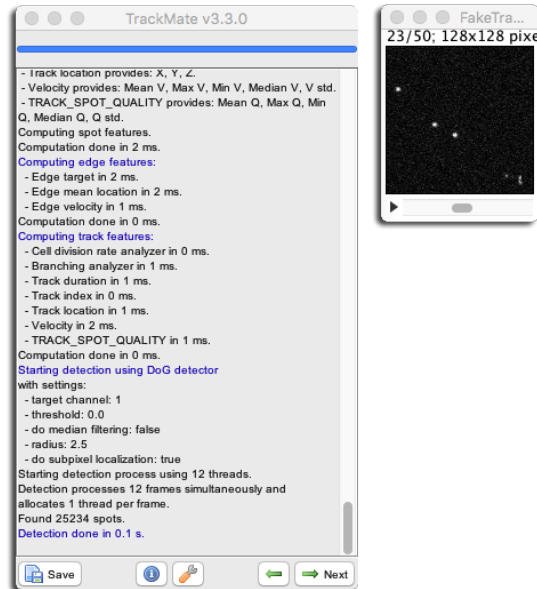 TrackMate v3.3.0
- Track location provides: X, Y, Z.
- Velocity provides: Mean V, Max V, Min V, Median V, V std.
- TRACK_SPOT_QUALITY provides: Mean Q, Max Q, Min
Q, Median Q, Q std.
Computing spot features.
Computation done in 2 ms.
Computing edge features:
- Edge target in 2 ms.
- Edge mean location in 2 ms.
- Edge velocity in 1 ms.
Computation done in 0 ms.
Computing track features:
- Cell division rate analyzer in 0 ms.
- Branching analyzer in 1 ms.
- Track duration in 1 ms.
- Track index in 0 ms.
- Track location in 1 ms.
- Velocity in 2 ms.
- TRACK_SPOT_QUALITY in 1 ms.
Computation done in 0 ms.
Starting detection using DoG detector
with settings:
- target channel: 1
- threshold: 0.0
- do median filtering: false
- radius: 2.5
- do subpixel localization: true
Starting detection process using 12 threads.
Detection processes 12 frames simultaneously and
allocates 1 thread per frame.
Found 25234 spots.
Detection done in 0.1 s.
Save
Next
FakeTra...
23/50; 128x128 pixe